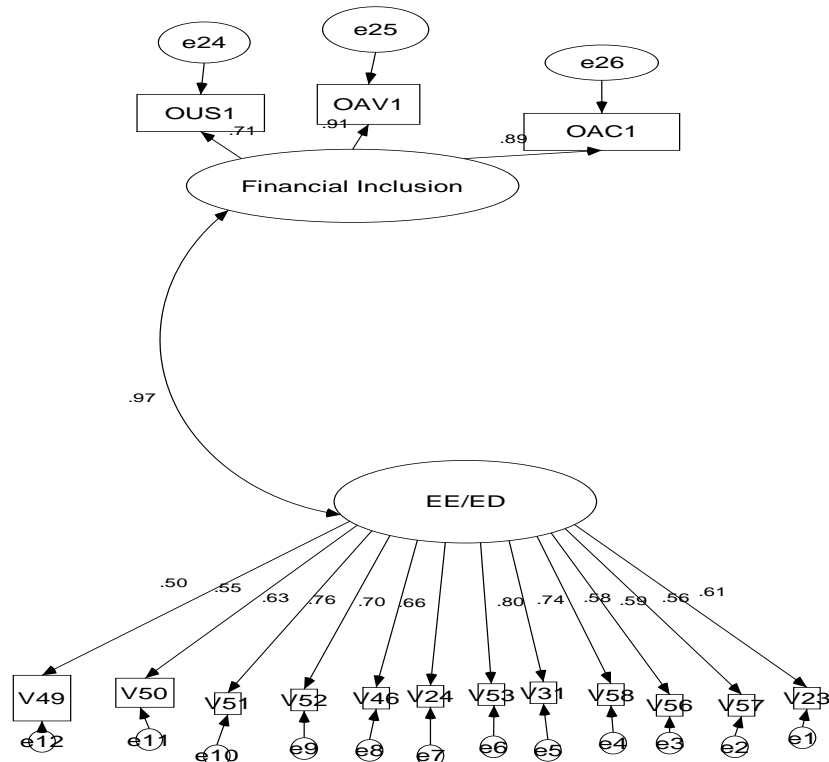 e24
e25
e26
OUS1
OAV1
OAC1
.71
.91
.89
Financial Inclusion
.97
EE/ED
.50
.55
.63
.76
.70
.66
.80
.74
.58
.59
.56
.61
V49
V50
V51
V52
V46
V24
V53
V31
V58
V56
V57
V23
e12
e11
e10
e9
e8
e7
e6
e5
e4
e3
e2
e1